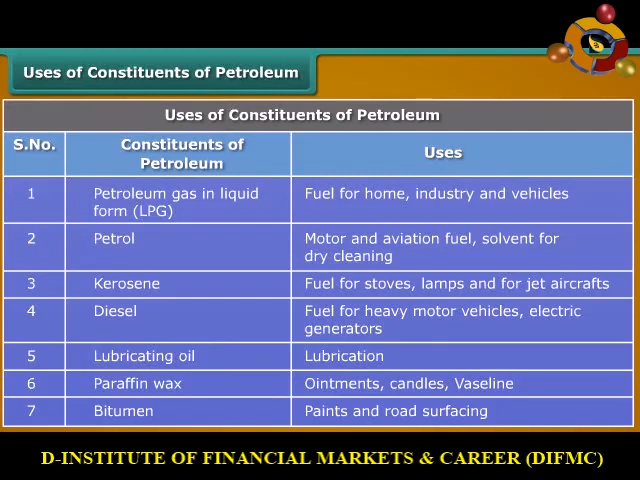 Uses of Constituents of Petroleum
Uses of Constituents of Petroleum
S.No. Constituents of Petroleum Uses
1 Petroleum gas in liquid form (LPG) Fuel for home, industry and vehicles
2 Petrol Motor and aviation fuel, solvent for dry cleaning
3 Kerosene Fuel for stoves, lamps and for jet aircrafts
4 Diesel Fuel for heavy motor vehicles, electric generators
5 Lubricating oil Lubrication
6 Paraffin wax Ointments, candles, Vaseline
7 Bitumen Paints and road surfacing
D-INSTITUTE OF FINANCIAL MARKETS & CAREER (DIFMC)